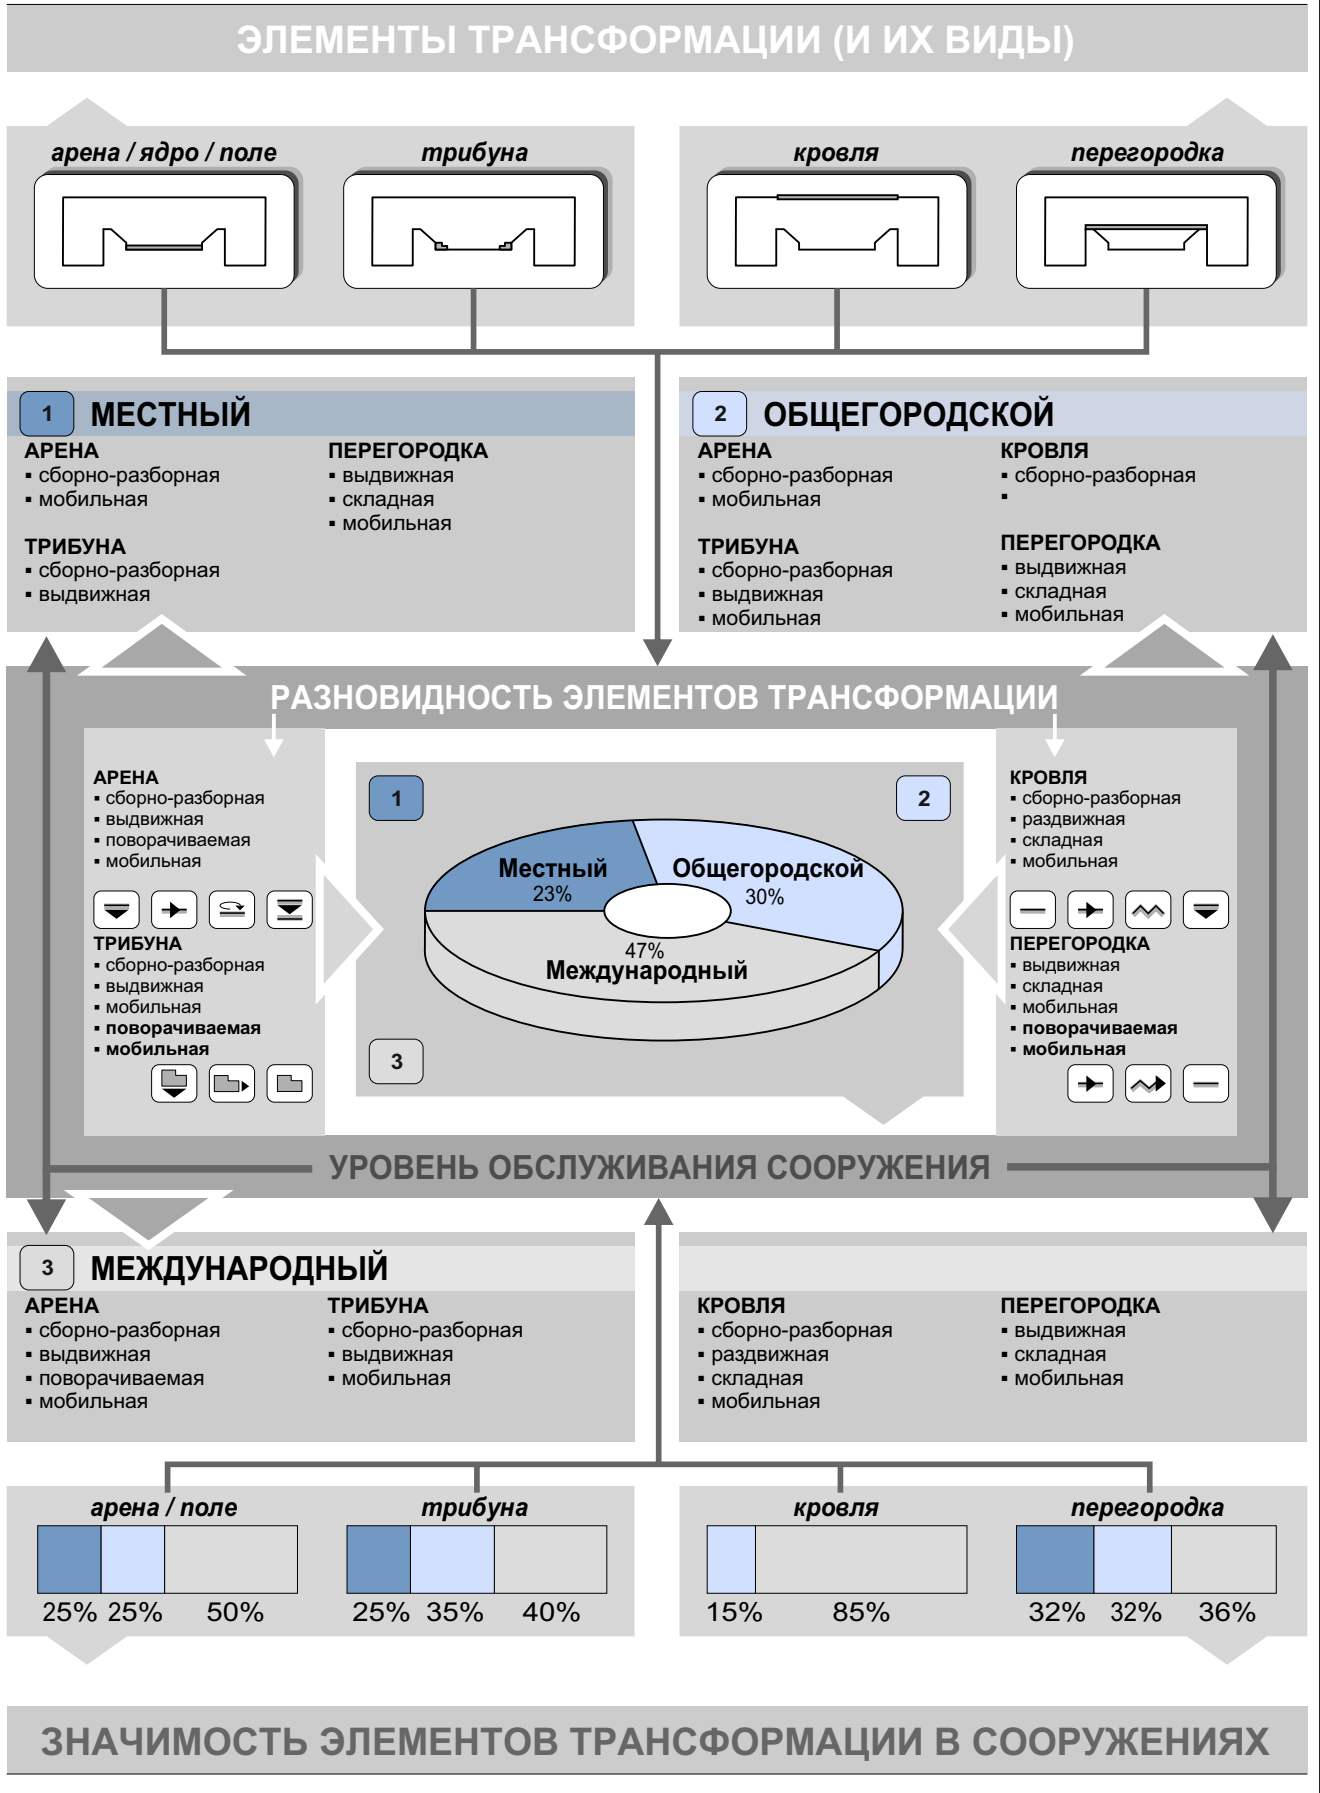 ЭЛЕМЕНТЫ ТРАНСФОРМАЦИИ (И ИХ ВИДЫ)
арена / ядро / поле
трибуна
кровля
перегородка
1 МЕСТНЫЙ
АРЕНА
▪ сборно-разборная
▪ мобильная
ТРИБУНА
▪ сборно-разборная
▪ выдвижная
ПЕРЕГОРОДКА
▪ выдвижная
▪ складная
▪ мобильная
2 ОБЩЕГОРОДСКОЙ
АРЕНА
▪ сборно-разборная
▪ мобильная
ТРИБУНА
▪ сборно-разборная
▪ выдвижная
▪ мобильная
КРОВЛЯ
▪ сборно-разборная
▪
ПЕРЕГОРОДКА
▪ выдвижная
▪ складная
▪ мобильная
РАЗНОВИДНОСТЬ ЭЛЕМЕНТОВ ТРАНСФОРМАЦИИ
АРЕНА
▪ сборно-разборная
▪ выдвижная
▪ поворачиваемая
▪ мобильная
ТРИБУНА
▪ сборно-разборная
▪ выдвижная
▪ мобильная
▪ поворачиваемая
▪ мобильная
1
2
Местный
23%
Общегородской
30%
47%
Международный
3
КРОВЛЯ
▪ сборно-разборная
▪ раздвижная
▪ складная
▪ мобильная
ПЕРЕГОРОДКА
▪ выдвижная
▪ складная
▪ мобильная
▪ поворачиваемая
▪ мобильная
УРОВЕНЬ ОБСЛУЖИВАНИЯ СООРУЖЕНИЯ
3 МЕЖДУНАРОДНЫЙ
АРЕНА
▪ сборно-разборная
▪ выдвижная
▪ поворачиваемая
▪ мобильная
ТРИБУНА
▪ сборно-разборная
▪ выдвижная
▪ мобильная
КРОВЛЯ
▪ сборно-разборная
▪ раздвижная
▪ складная
▪ мобильная
ПЕРЕГОРОДКА
▪ выдвижная
▪ складная
▪ мобильная
арена / поле
25% 25% 50%
трибуна
25% 35% 40%
кровля
15% 85%
перегородка
32% 32% 36%
ЗНАЧИМОСТЬ ЭЛЕМЕНТОВ ТРАНСФОРМАЦИИ В СООРУЖЕНИЯХ